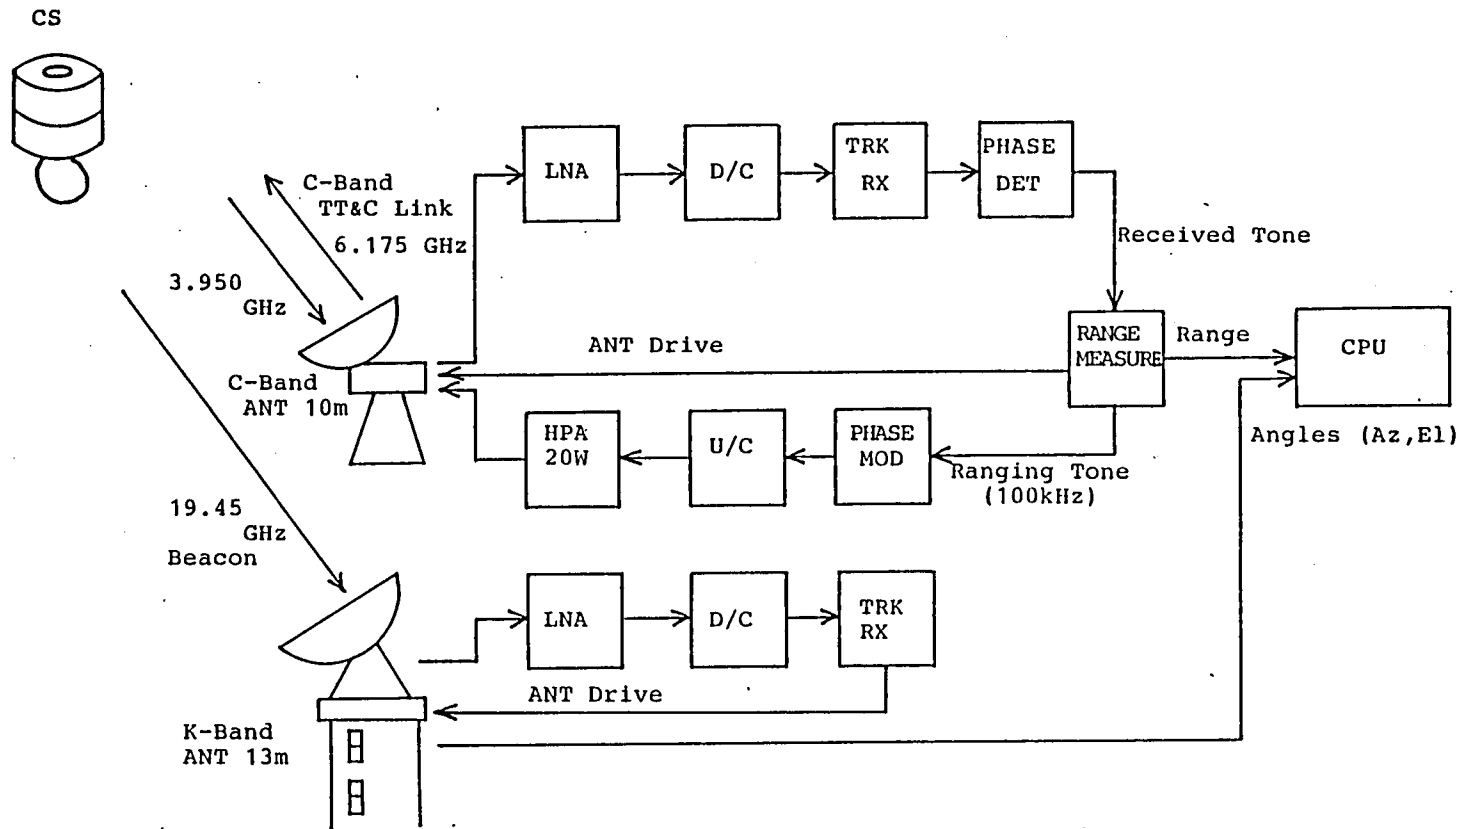 CS
C-Band
TT&C Link
6.175 GHz
3.950
GHz
C-Band
ANT 10m
LNA
D/C
TRK
RX
PHASE
DET
Received Tone
RANGE
MEASURE
Range
CPU
ANT Drive
HPA
20W
U/C
PHASE
MOD
Ranging Tone
(100kHz)
Angles (Az,El)
19.45
GHz
Beacon
LNA
D/C
TRK
RX
ANT Drive
K-Band
ANT 13m